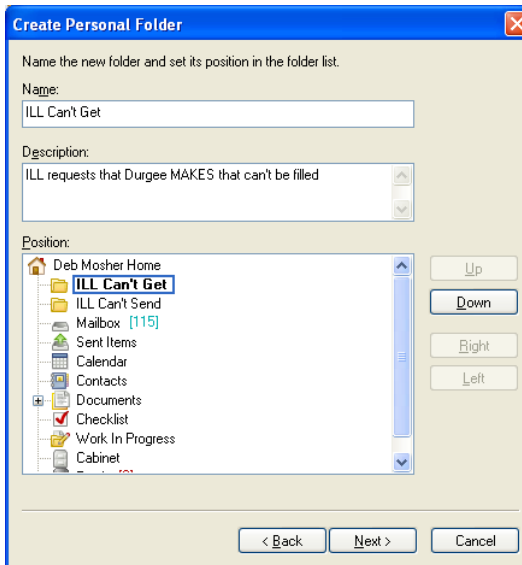 Create Personal Folder
Name the new folder and set its position in the folder list.
Name:
ILL Can't Get
Description:
ILL requests that Durgee MAKES that can't be filled
Position:
Deb Mosher Home
ILL Can't Get
ILL Can't Send
Mailbox [115]
Sent Items
Calendar
Contacts
Documents
Checklist
Work In Progress
Cabinet
Up
Down
Right
Left
< Back
Next >
Cancel